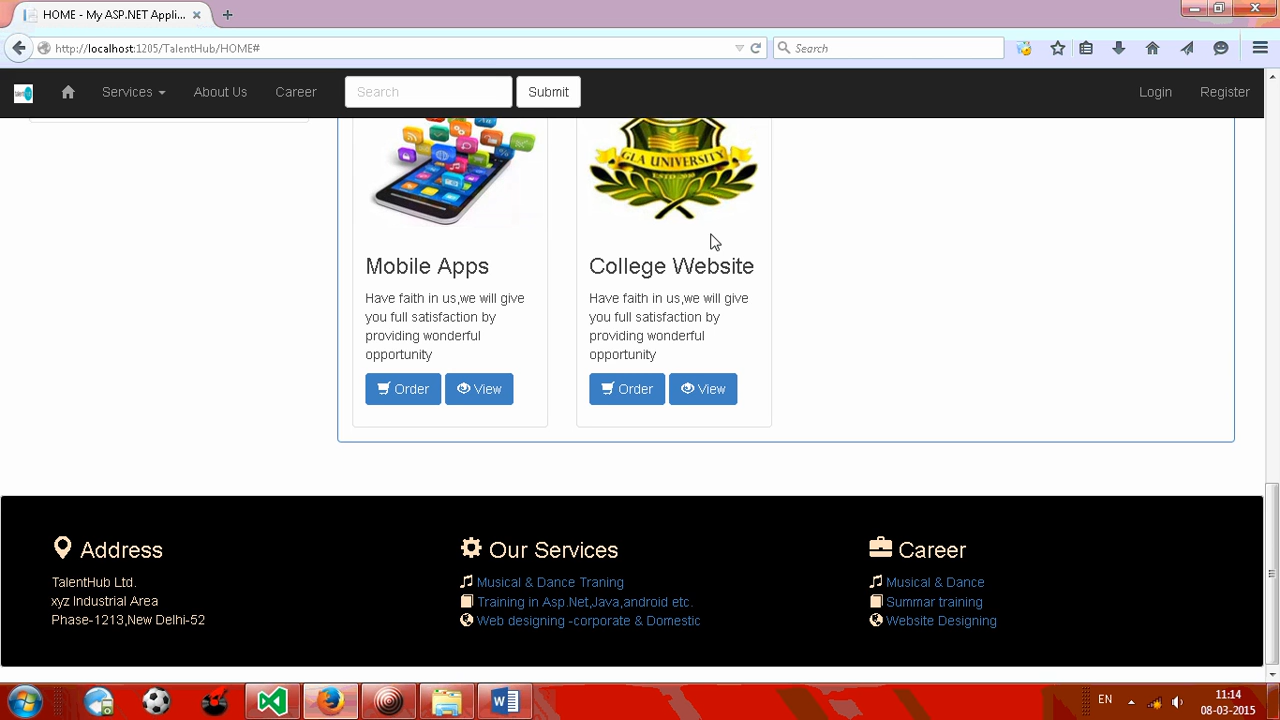 HOME - My ASP.NET Appli...
http://localhost:1205/TalentHub/HOME#
Search
Services
About Us
Career
Search
Submit
Login
Register
GLA UNIVERSITY
Mobile Apps
Have faith in us,we will give
you full satisfaction by
providing wonderful
opportunity
Order
View
College Website
Have faith in us,we will give
you full satisfaction by
providing wonderful
opportunity
Order
View
Address
TalentHub Ltd.
xyz Industrial Area
Phase-1213,New Delhi-52
Our Services
Musical & Dance Traning
Training in Asp.Net,Java,android etc.
Web designing -corporate & Domestic
Career
Musical & Dance
Summar training
Website Designing
EN
11:14
08-03-2015